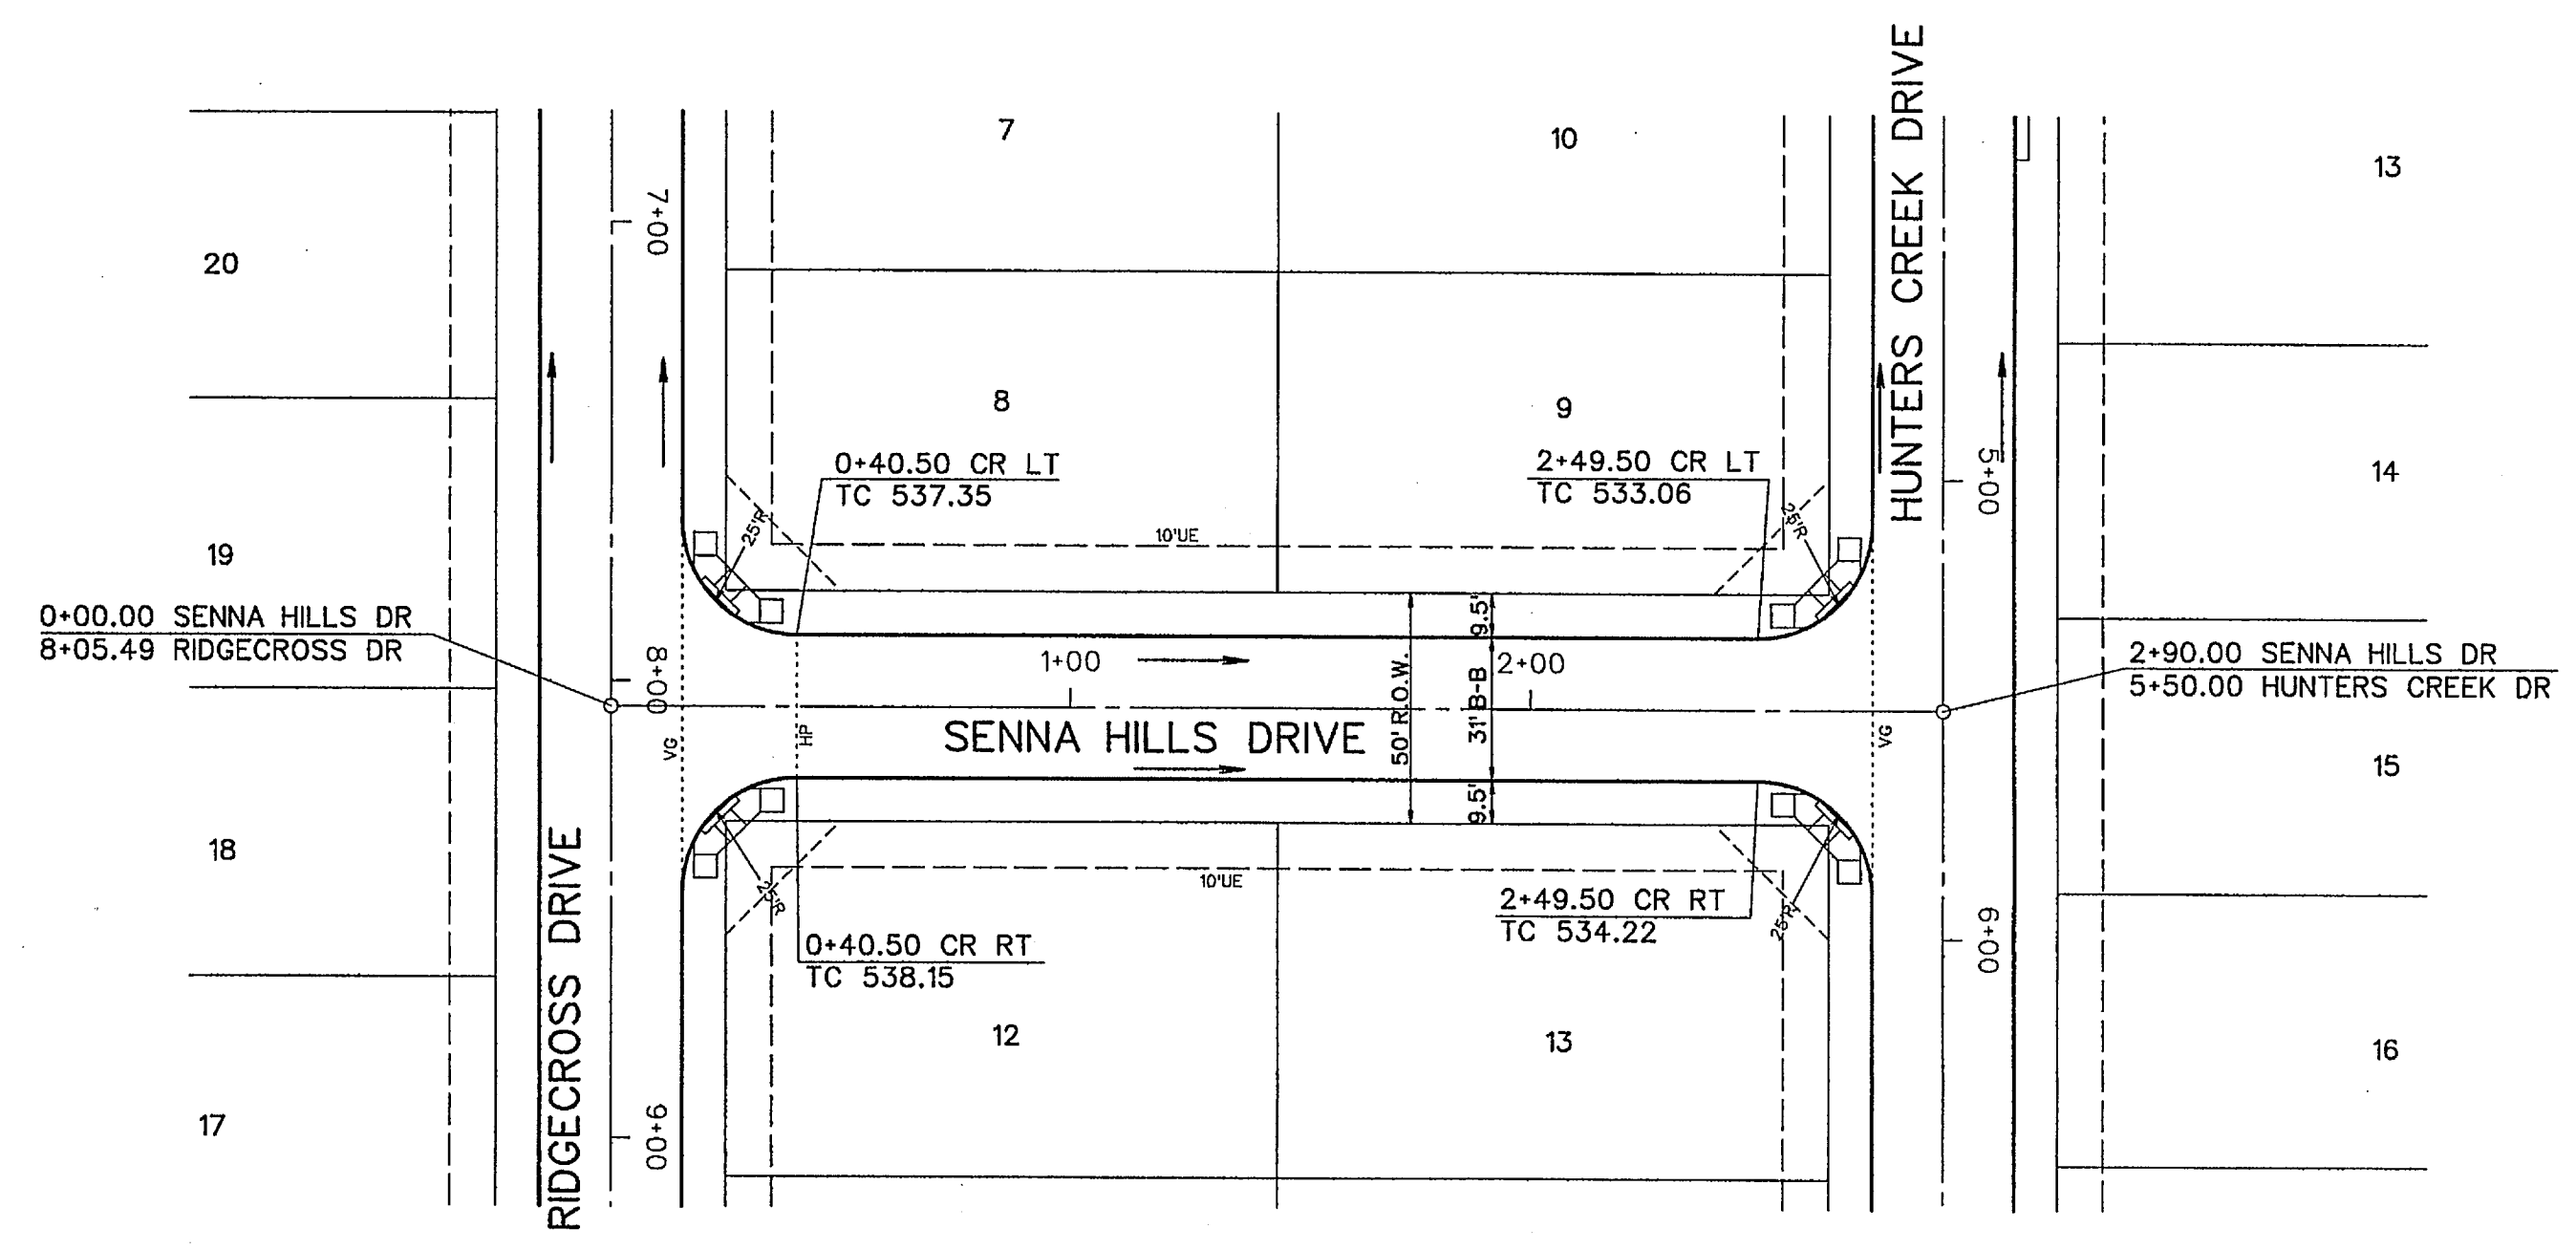 HUNTERS CREEK DRIVE
7
10
13
7+00
20
8
9
14
0+40.50 CR LT
TC 537.35
2+49.50 CR LT
TC 533.06
5+00
25'R
25'R
10'UE
19
0+00.00 SENNA HILLS DR
8+05.49 RIDGECROSS DR
9.5'
8+00
1+00
2+00
2+90.00 SENNA HILLS DR
5+50.00 HUNTERS CREEK DR
50' R.O.W.
31' B-B
VG
HP
SENNA HILLS DRIVE
VG
15
9.5'
18
10'UE
25'R
25'R
2+49.50 CR RT
TC 534.22
0+40.50 CR RT
TC 538.15
6+00
RIDGECROSS DRIVE
12
13
16
17
9+00